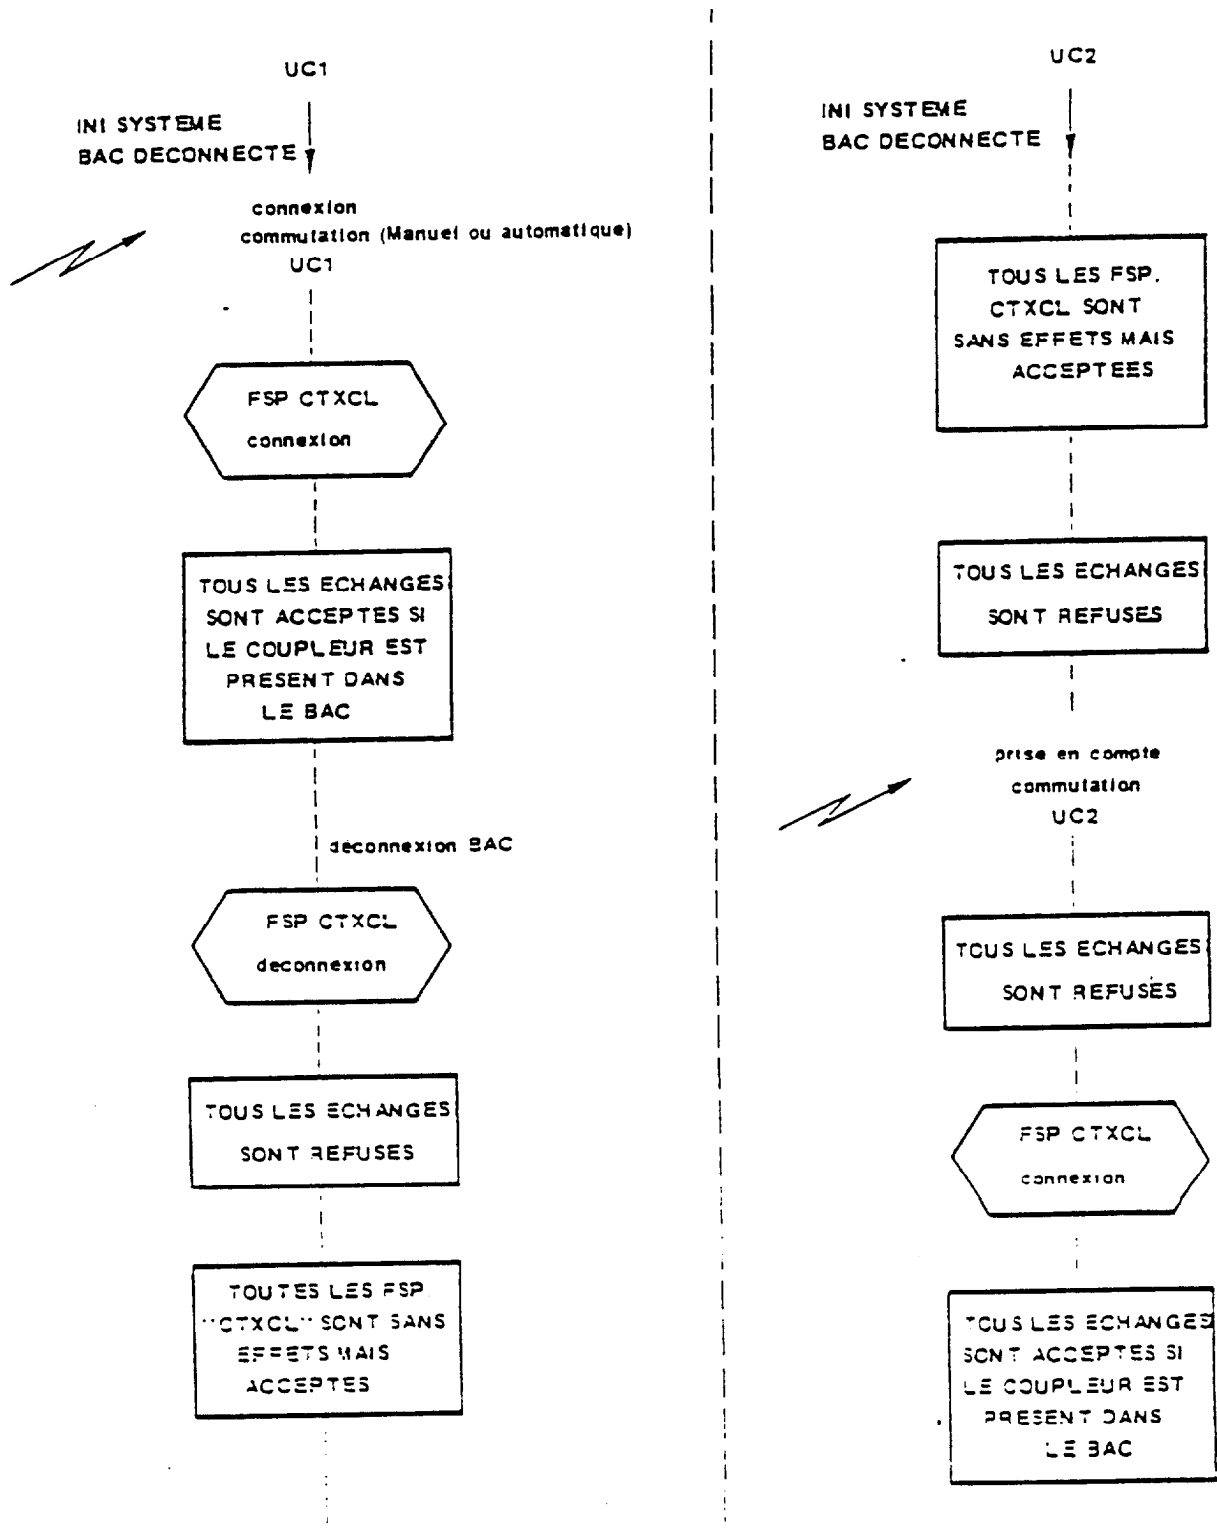 UC1
INI SYSTEME
BAC DECONNECTE
connexion
commutation (Manuel ou automatique)
UC1
FSP CTXCL
connexion
TOUS LES ECHANGES
SONT ACCEPTES SI
LE COUPLEUR EST
PRESENT DANS
LE BAC
deconnexion BAC
FSP CTXCL
deconnexion
TOUS LES ECHANGES
SONT REFUSES
TOUTES LES FSP.
"CTXCL" SONT SANS
EFFETS MAIS
ACCEPTES
UC2
INI SYSTEME
BAC DECONNECTE
TOUS LES FSP.
CTXCL SONT
SANS EFFETS MAIS
ACCEPTEES
TOUS LES ECHANGES
SONT REFUSES
prise en compte
commutation
UC2
TOUS LES ECHANGES
SONT REFUSES
FSP CTXCL
connexion
TOUS LES ECHANGES
SONT ACCEPTES SI
LE COUPLEUR EST
PRESENT DANS
LE BAC